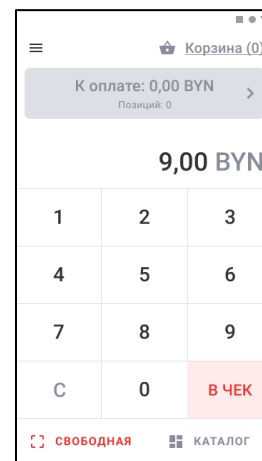 Корзина (0)
К оплате: 0,00 BYN
Позиций: 0
9,00 BYN
1 2 3
4 5 6
7 8 9
C 0 В ЧЕК
СВОБОДНАЯ КАТАЛОГ